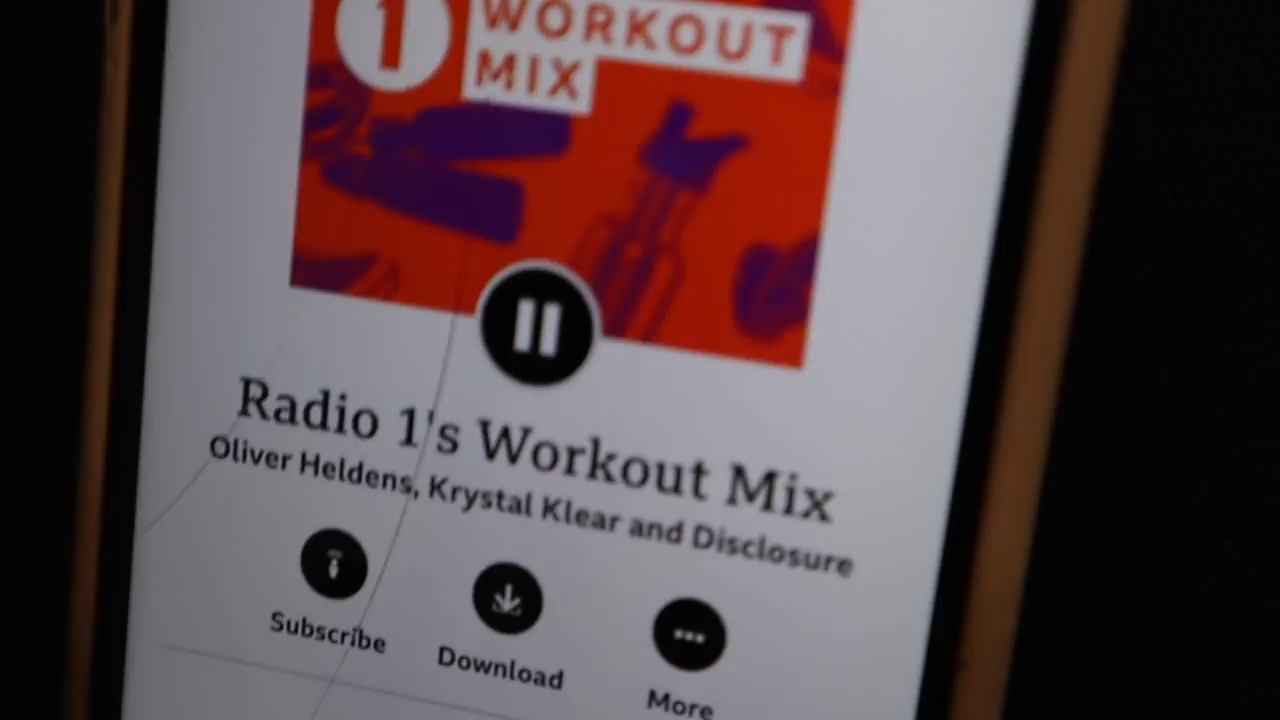 1 WORKOUT
MIX
Radio 1's Workout Mix
Oliver Heldens, Krystal Klear and Disclosure
Subscribe
Download
More